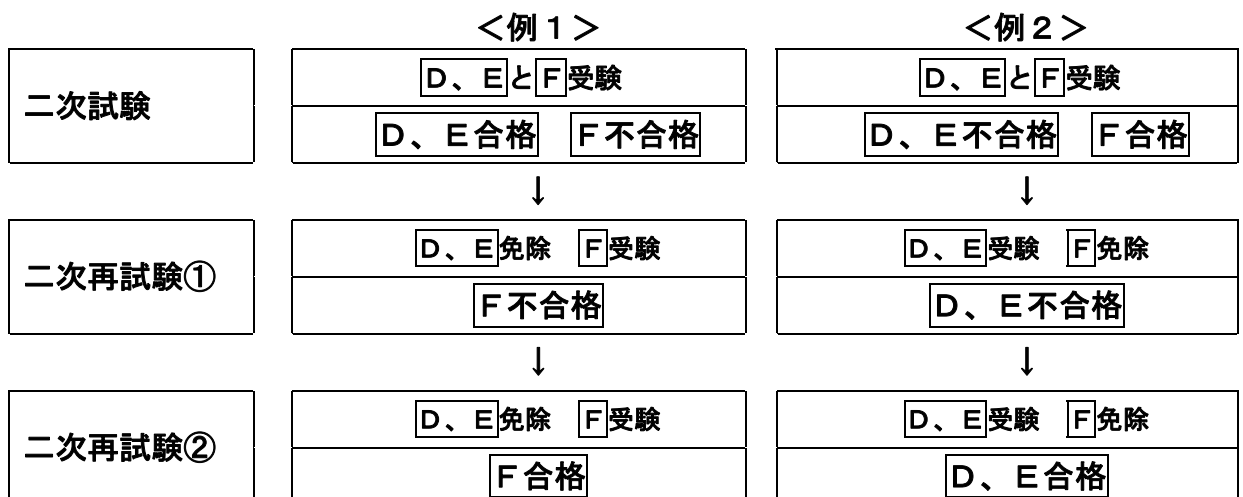 ＜例１＞ ＜例２＞
二次試験
Ｄ、ＥとＦ受験 Ｄ、ＥとＦ受験
Ｄ、Ｅ合格 Ｆ不合格 Ｄ、Ｅ不合格 Ｆ合格
↓ ↓
二次再試験①
Ｄ、Ｅ免除 Ｆ受験 Ｄ、Ｅ受験 Ｆ免除
Ｆ不合格 Ｄ、Ｅ不合格
↓ ↓
二次再試験②
Ｄ、Ｅ免除 Ｆ受験 Ｄ、Ｅ受験 Ｆ免除
Ｆ合格 Ｄ、Ｅ合格